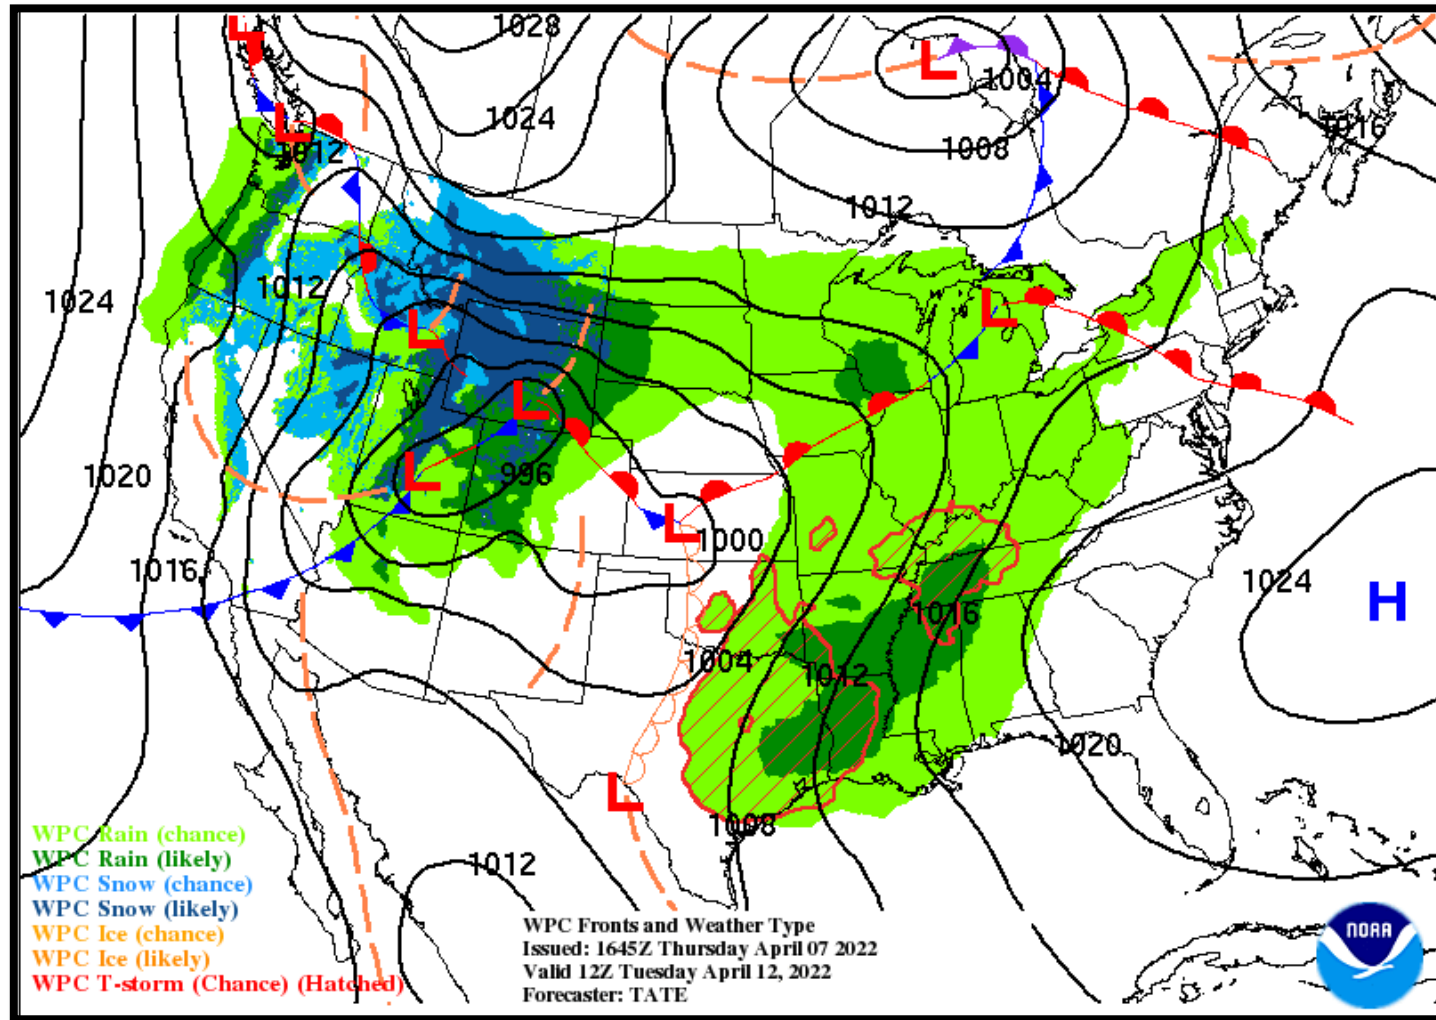 1028
L
L
1004
1024
1016
L
1012
1008
1012
1012
1024
L
L
L
1020
L
996
L
1000
1016
1024
H
1016
1004
1012
1020
L
1008
1012
WPC Rain (chance)
WPC Rain (likely)
WPC Snow (chance)
WPC Snow (likely)
WPC Ice (chance)
WPC Ice (likely)
WPC T-storm (Chance) (Hatched)
WPC Fronts and Weather Type
Issued: 1645Z Thursday April 07 2022
Valid 12Z Tuesday April 12, 2022
Forecaster: TATE
NOAA